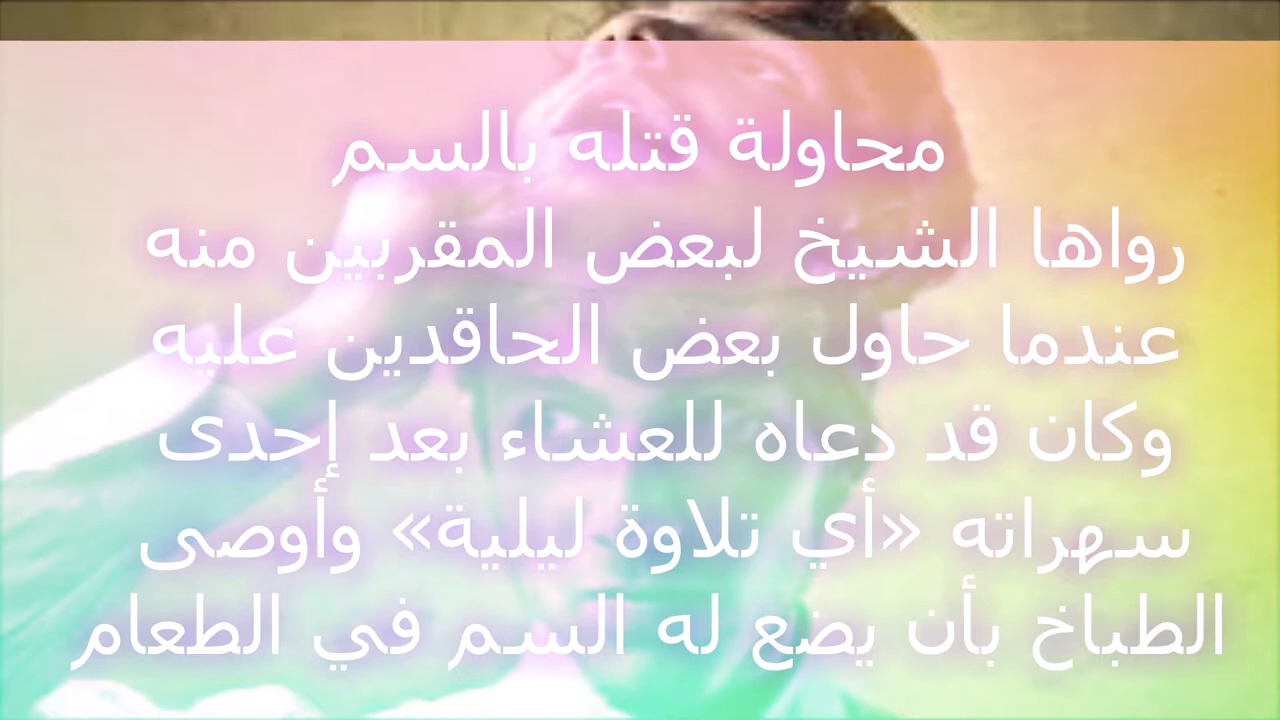 محاولة قتله بالسم
رواها الشيخ لبعض المقربين منه
عندما حاول بعض الحاقدين عليه
وكان قد دعاه للعشاء بعد إحدى
سهراته «أي تلاوة ليلية» وأوصى
الطباخ بأن يضع له السم في الطعام